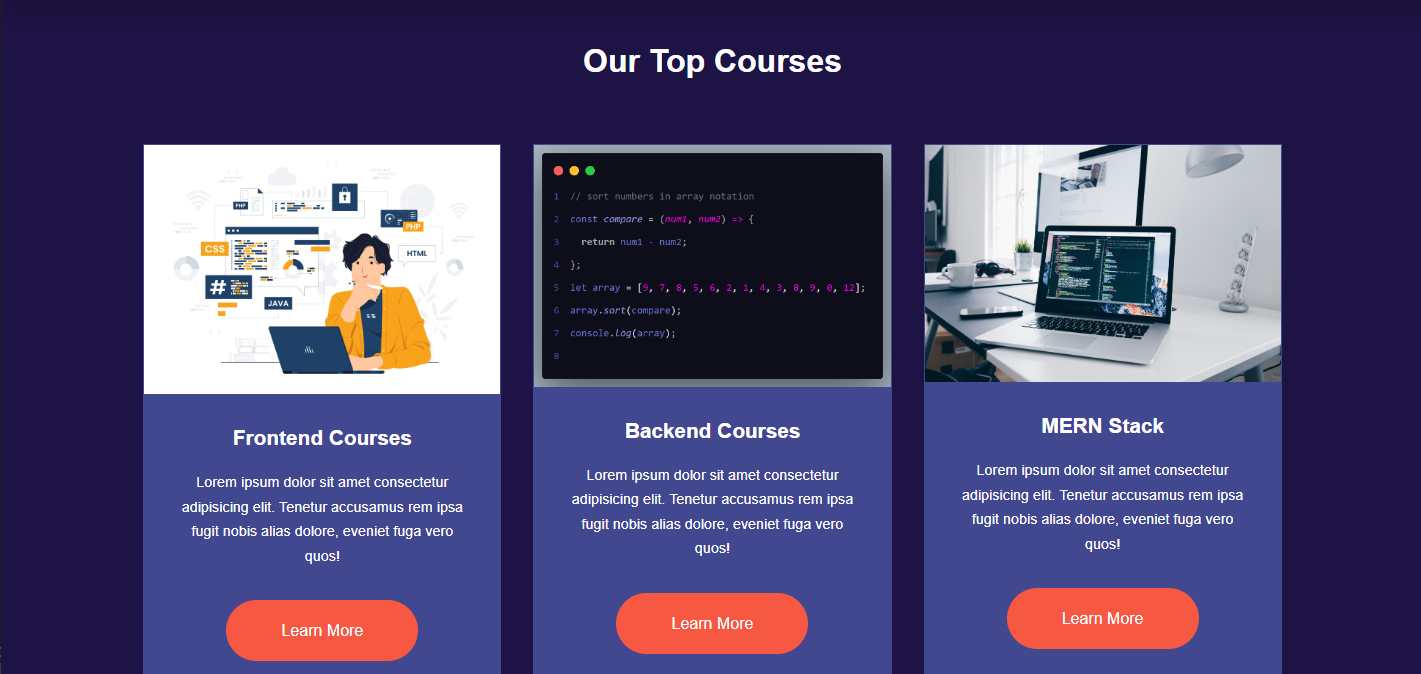 Our Top Courses
PHP
PHP
CSS
HTML
#
JAVA
Frontend Courses
Lorem ipsum dolor sit amet consectetur
adipisicing elit. Tenetur accusamus rem ipsa
fugit nobis alias dolore, eveniet fuga vero
quos!
Learn More
1 // sort numbers in array notation
2 const compare = (num1, num2) => {
3 return num1 - num2;
4 };
5 let array = [9, 7, 8, 5, 6, 2, 1, 4, 3, 8, 9, 0, 12];
6 array.sort(compare);
7 console.log(array);
8
Backend Courses
Lorem ipsum dolor sit amet consectetur
adipisicing elit. Tenetur accusamus rem ipsa
fugit nobis alias dolore, eveniet fuga vero
quos!
Learn More
MERN Stack
Lorem ipsum dolor sit amet consectetur
adipisicing elit. Tenetur accusamus rem ipsa
fugit nobis alias dolore, eveniet fuga vero
quos!
Learn More